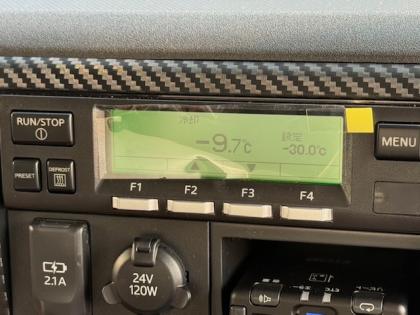 RUN/STOP
冷却
設定
-9.7℃
-30.0℃
MENU
PRESET
DEFROST
F1
F2
F3
F4
2.1A
24V
120W
ETC